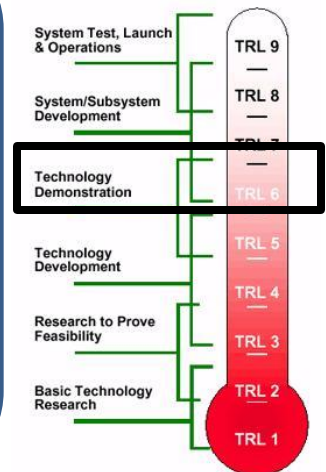 System Test, Launch
& Operations
System/Subsystem
Development
Technology
Demonstration
Technology
Development
Research to Prove
Feasibility
Basic Technology
Research
TRL 9
TRL 8
TRL 7
TRL 6
TRL 5
TRL 4
TRL 3
TRL 2
TRL 1